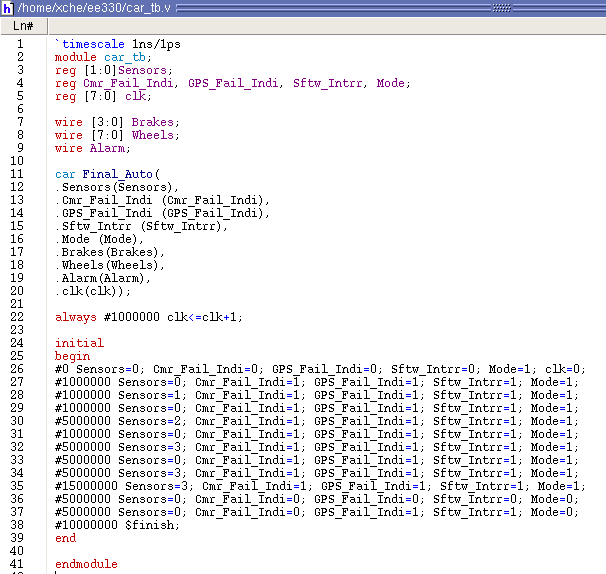 /home/xche/ee330/car_tb.v
Ln#
1 `timescale 1ns/1ps
2 module car_tb;
3 reg [1:0]Sensors;
4 reg Cmr_Fail_Indi, GPS_Fail_Indi, Sftw_Intrr, Mode;
5 reg [7:0] clk;
6
7 wire [3:0] Brakes;
8 wire [7:0] Wheels;
9 wire Alarm;
10
11 car Final_Auto(
12 .Sensors(Sensors),
13 .Cmr_Fail_Indi (Cmr_Fail_Indi),
14 .GPS_Fail_Indi (GPS_Fail_Indi),
15 .Sftw_Intrr (Sftw_Intrr),
16 .Mode (Mode),
17 .Brakes(Brakes),
18 .Wheels(Wheels),
19 .Alarm(Alarm),
20 .clk(clk));
21
22 always #1000000 clk<=clk+1;
23
24 initial
25 begin
26 #0 Sensors=0; Cmr_Fail_Indi=0; GPS_Fail_Indi=0; Sftw_Intrr=0; Mode=1; clk=0;
27 #1000000 Sensors=0; Cmr_Fail_Indi=1; GPS_Fail_Indi=1; Sftw_Intrr=1; Mode=1;
28 #1000000 Sensors=1; Cmr_Fail_Indi=1; GPS_Fail_Indi=1; Sftw_Intrr=1; Mode=1;
29 #1000000 Sensors=0; Cmr_Fail_Indi=1; GPS_Fail_Indi=1; Sftw_Intrr=1; Mode=1;
30 #5000000 Sensors=2; Cmr_Fail_Indi=1; GPS_Fail_Indi=1; Sftw_Intrr=1; Mode=1;
31 #1000000 Sensors=0; Cmr_Fail_Indi=1; GPS_Fail_Indi=1; Sftw_Intrr=1; Mode=1;
32 #5000000 Sensors=3; Cmr_Fail_Indi=1; GPS_Fail_Indi=1; Sftw_Intrr=1; Mode=1;
33 #5000000 Sensors=0; Cmr_Fail_Indi=1; GPS_Fail_Indi=1; Sftw_Intrr=1; Mode=1;
34 #5000000 Sensors=3; Cmr_Fail_Indi=1; GPS_Fail_Indi=1; Sftw_Intrr=1; Mode=1;
35 #15000000 Sensors=3; Cmr_Fail_Indi=1; GPS_Fail_Indi=1; Sftw_Intrr=1; Mode=1;
36 #5000000 Sensors=0; Cmr_Fail_Indi=0; GPS_Fail_Indi=0; Sftw_Intrr=0; Mode=0;
37 #5000000 Sensors=0; Cmr_Fail_Indi=1; GPS_Fail_Indi=1; Sftw_Intrr=1; Mode=0;
38 #10000000 $finish;
39 end
40
41 endmodule